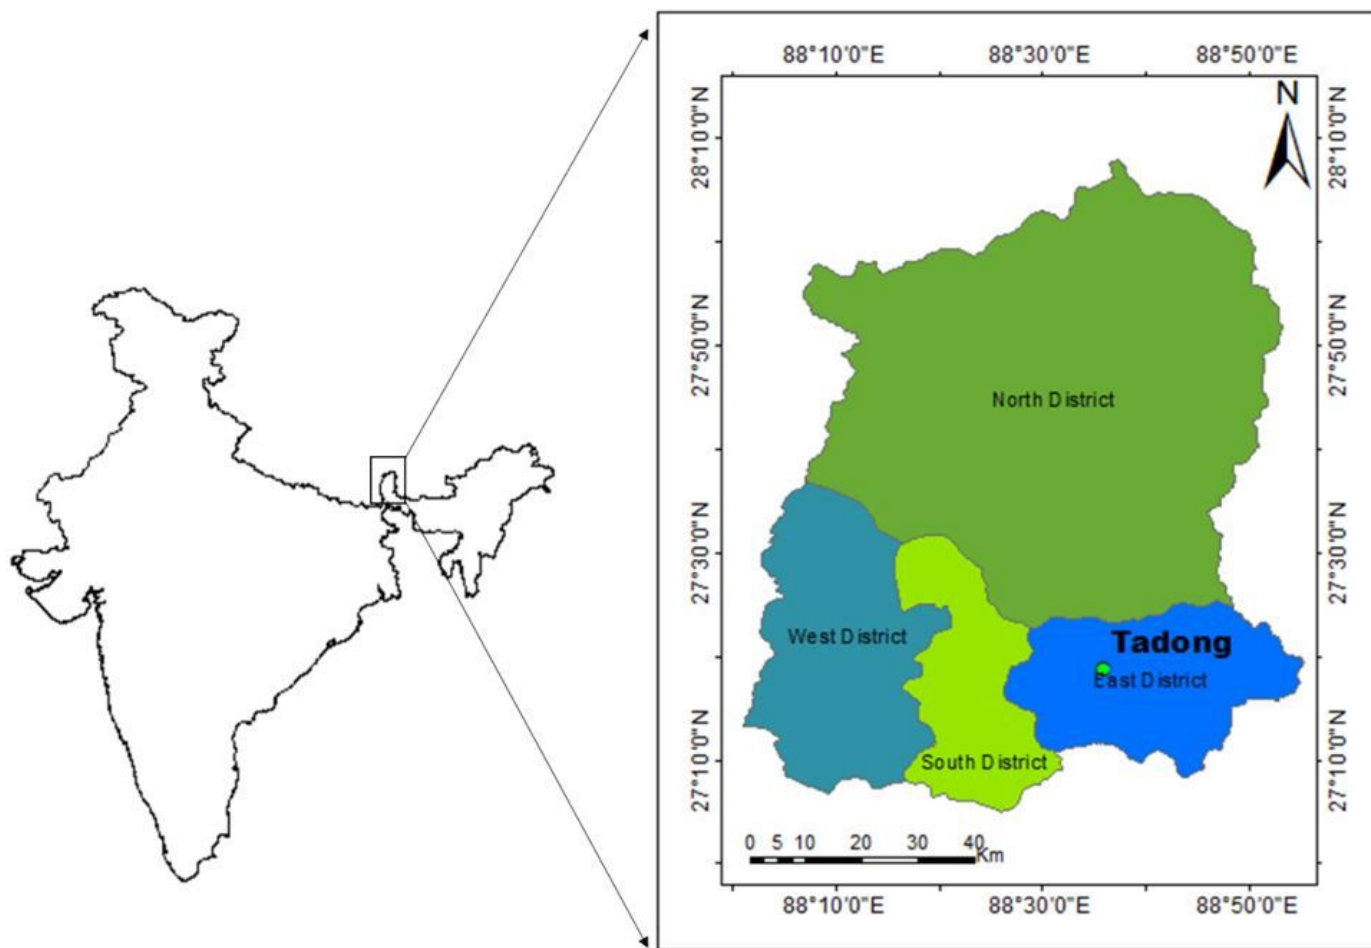 88°10'0"E 88°30'0"E 88°50'0"E
N
28°10'0"N 28°10'0"N
27°50'0"N 27°50'0"N
North District
27°30'0"N 27°30'0"N
West District
Tadong
East District
South District
27°10'0"N 27°10'0"N
0 5 10 20 30 40
Km
88°10'0"E 88°30'0"E 88°50'0"E